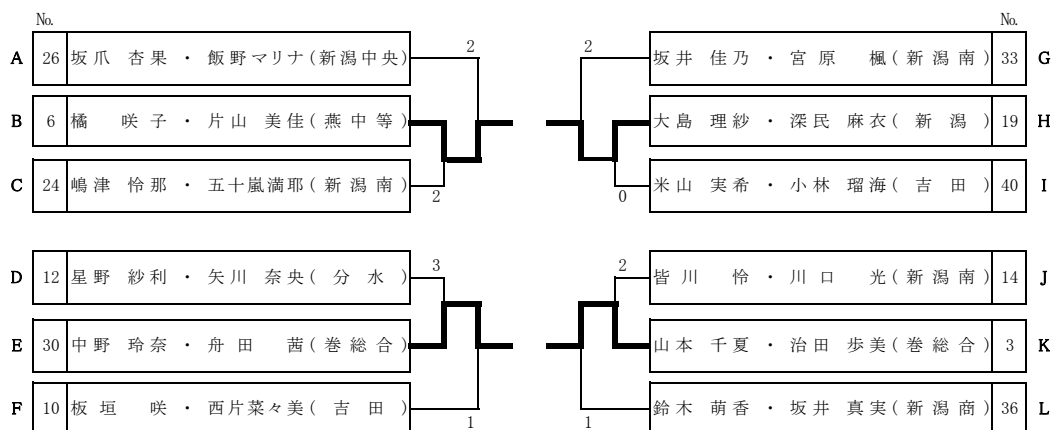 No. No.
A 26 坂爪 杏果 ・ 飯野マリナ(新潟中央) 2 2 坂井 佳乃 ・ 宮原 楓(新潟南) 33 G
B 6 橘 咲子 ・ 片山 美佳(燕中等) 大島 理紗 ・ 深民 麻衣(新潟) 19 H
C 24 嶋津 怜那 ・ 五十嵐満耶(新潟南) 2 0 米山 実希 ・ 小林 瑠海(吉田) 40 I
D 12 星野 紗利 ・ 矢川 奈央(分水) 3 2 皆川 怜 ・ 川口 光(新潟南) 14 J
E 30 中野 玲奈 ・ 舟田 茜(巻総合) 山本 千夏 ・ 治田 歩美(巻総合) 3 K
F 10 板垣 咲 ・ 西片菜々美(吉田) 1 1 鈴木 萌香 ・ 坂井 真実(新潟商) 36 L